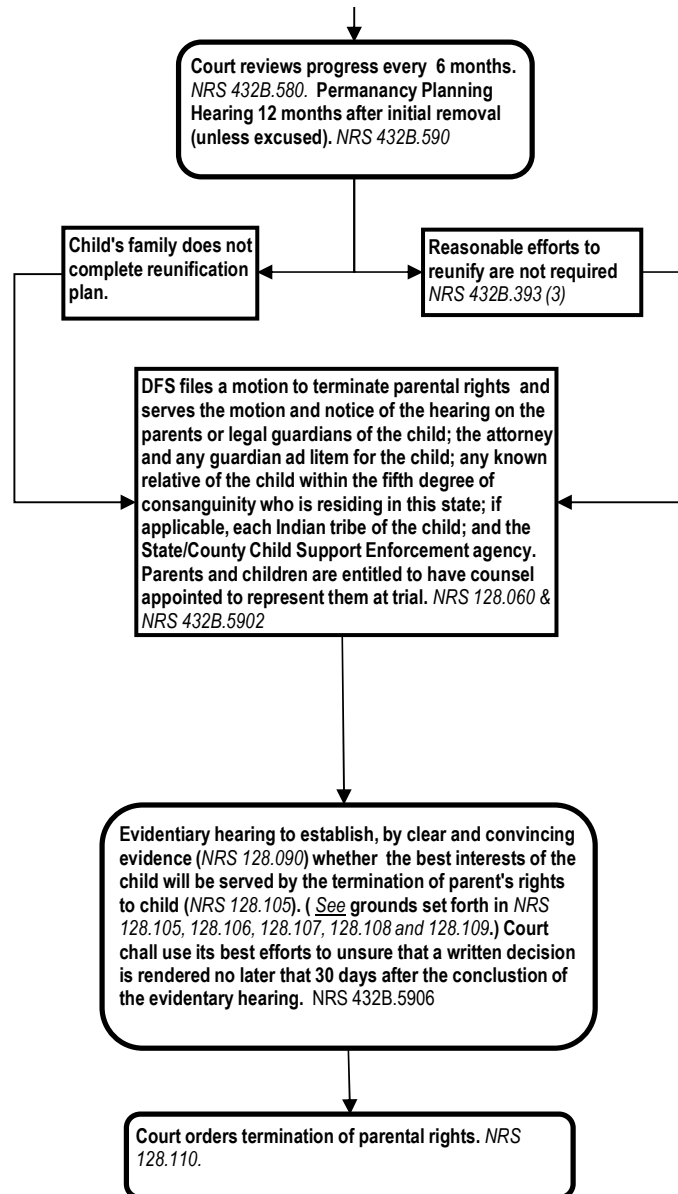 Court reviews progress every 6 months.
NRS 432B.580. Permanancy Planning
Hearing 12 months after initial removal
(unless excused). NRS 432B.590
Child's family does not
complete reunification
plan.
Reasonable efforts to
reunify are not required
NRS 432B.393 (3)
DFS files a motion to terminate parental rights and
serves the motion and notice of the hearing on the
parents or legal guardians of the child; the attorney
and any guardian ad litem for the child; any known
relative of the child within the fifth degree of
consanguinity who is residing in this state; if
applicable, each Indian tribe of the child; and the
State/County Child Support Enforcement agency.
Parents and children are entitled to have counsel
appointed to represent them at trial. NRS 128.060 &
NRS 432B.5902
Evidentiary hearing to establish, by clear and convincing
evidence (NRS 128.090) whether the best interests of the
child will be served by the termination of parent's rights
to child (NRS 128.105). ( See grounds set forth in NRS
128.105, 128.106, 128.107, 128.108 and 128.109.) Court
chall use its best efforts to unsure that a written decision
is rendered no later that 30 days after the conclustion of
the evidentary hearing. NRS 432B.5906
Court orders termination of parental rights. NRS
128.110.